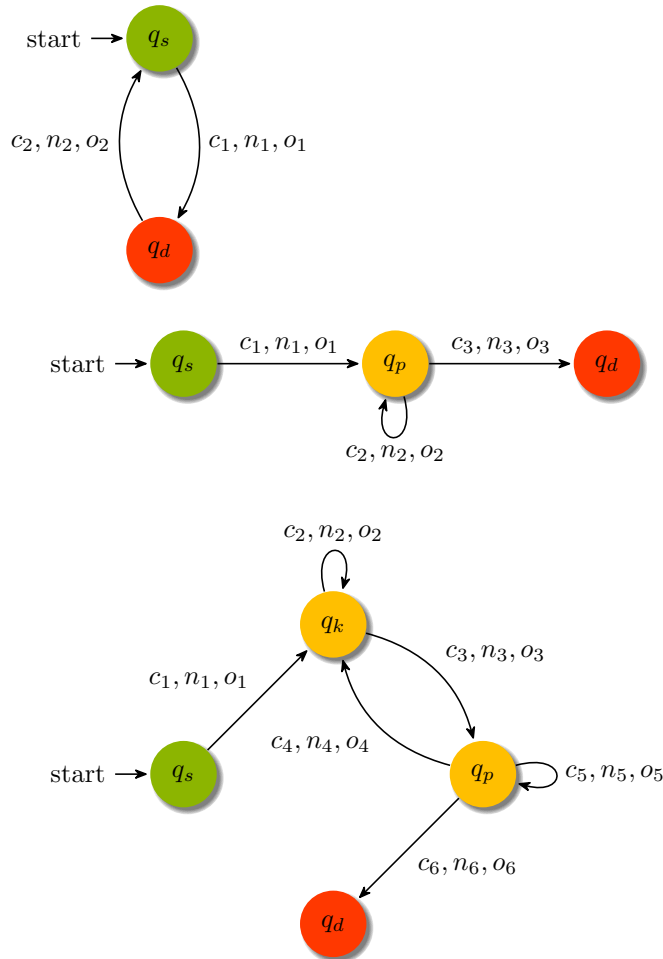 start
q_s
c_2, n_2, o_2
c_1, n_1, o_1
q_d
start
q_s
c_1, n_1, o_1
q_p
c_3, n_3, o_3
q_d
c_2, n_2, o_2
c_2, n_2, o_2
q_k
c_3, n_3, o_3
c_1, n_1, o_1
c_4, n_4, o_4
start
q_s
q_p
c_5, n_5, o_5
c_6, n_6, o_6
q_d